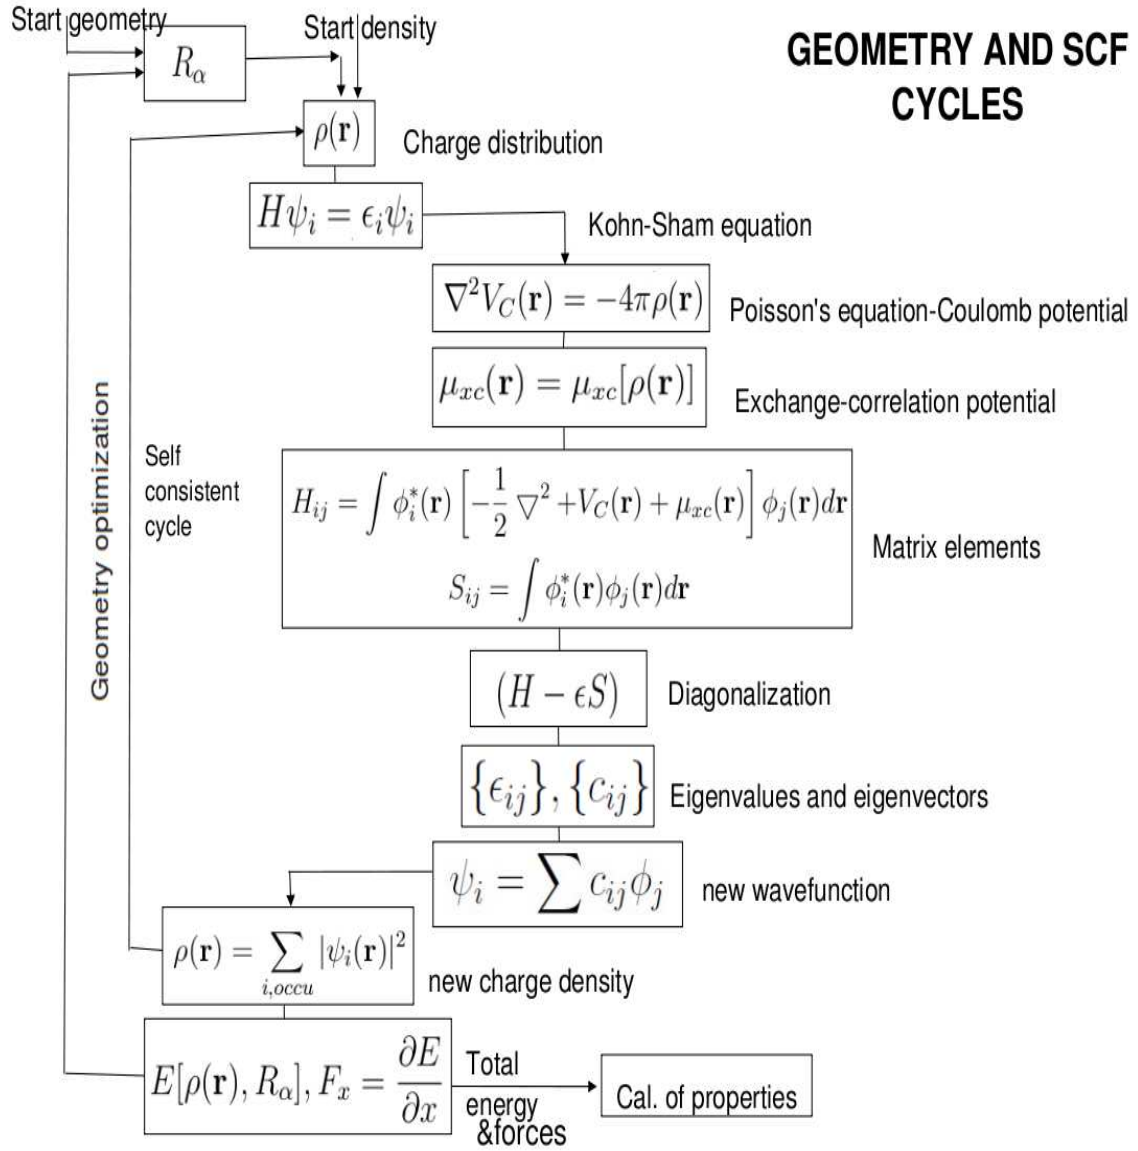 Start geometry
Start density
GEOMETRY AND SCF
CYCLES
R_α
ρ(𝐫)
Charge distribution
Hψ_i = ϵ_iψ_i
Kohn-Sham equation
∇²V_C(𝐫) = −4πρ(𝐫)
Poisson's equation-Coulomb potential
μ_xc(𝐫) = μ_xc[ρ(𝐫)]
Exchange-correlation potential
Geometry optimization
Self
consistent
cycle
H_ij = ∫ ϕ_i^*(𝐫) [−1/2 ∇² +V_C(𝐫) + μ_xc(𝐫)] ϕ_j(𝐫)d𝐫
S_ij = ∫ ϕ_i^*(𝐫)ϕ_j(𝐫)d𝐫
Matrix elements
(H − ϵS)
Diagonalization
{ϵ_ij}, {c_ij}
Eigenvalues and eigenvectors
ψ_i = ∑ c_ijϕ_j
new wavefunction
ρ(𝐫) = ∑_{i,occu} |ψ_i(𝐫)|²
new charge density
E[ρ(𝐫), R_α], F_x = ∂E/∂x
Total
energy
&forces
Cal. of properties